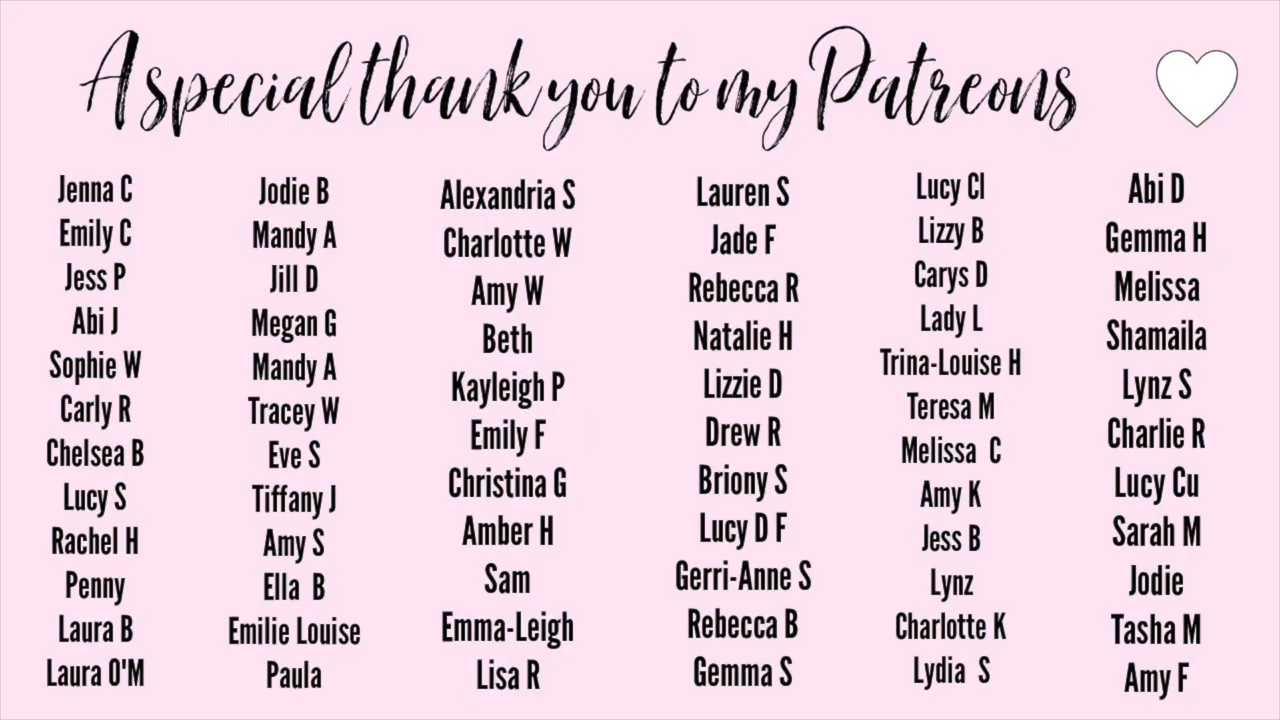 A special thank you to my Patreons
Jenna C
Emily C
Jess P
Abi J
Sophie W
Carly R
Chelsea B
Lucy S
Rachel H
Penny
Laura B
Laura O'M
Jodie B
Mandy A
Jill D
Megan G
Mandy A
Tracey W
Eve S
Tiffany J
Amy S
Ella B
Emilie Louise
Paula
Alexandria S
Charlotte W
Amy W
Beth
Kayleigh P
Emily F
Christina G
Amber H
Sam
Emma-Leigh
Lisa R
Lauren S
Jade F
Rebecca R
Natalie H
Lizzie D
Drew R
Briony S
Lucy D F
Gerri-Anne S
Rebecca B
Gemma S
Lucy Cl
Lizzy B
Carys D
Lady L
Trina-Louise H
Teresa M
Melissa C
Amy K
Jess B
Lynz
Charlotte K
Lydia S
Abi D
Gemma H
Melissa
Shamaila
Lynz S
Charlie R
Lucy Cu
Sarah M
Jodie
Tasha M
Amy F